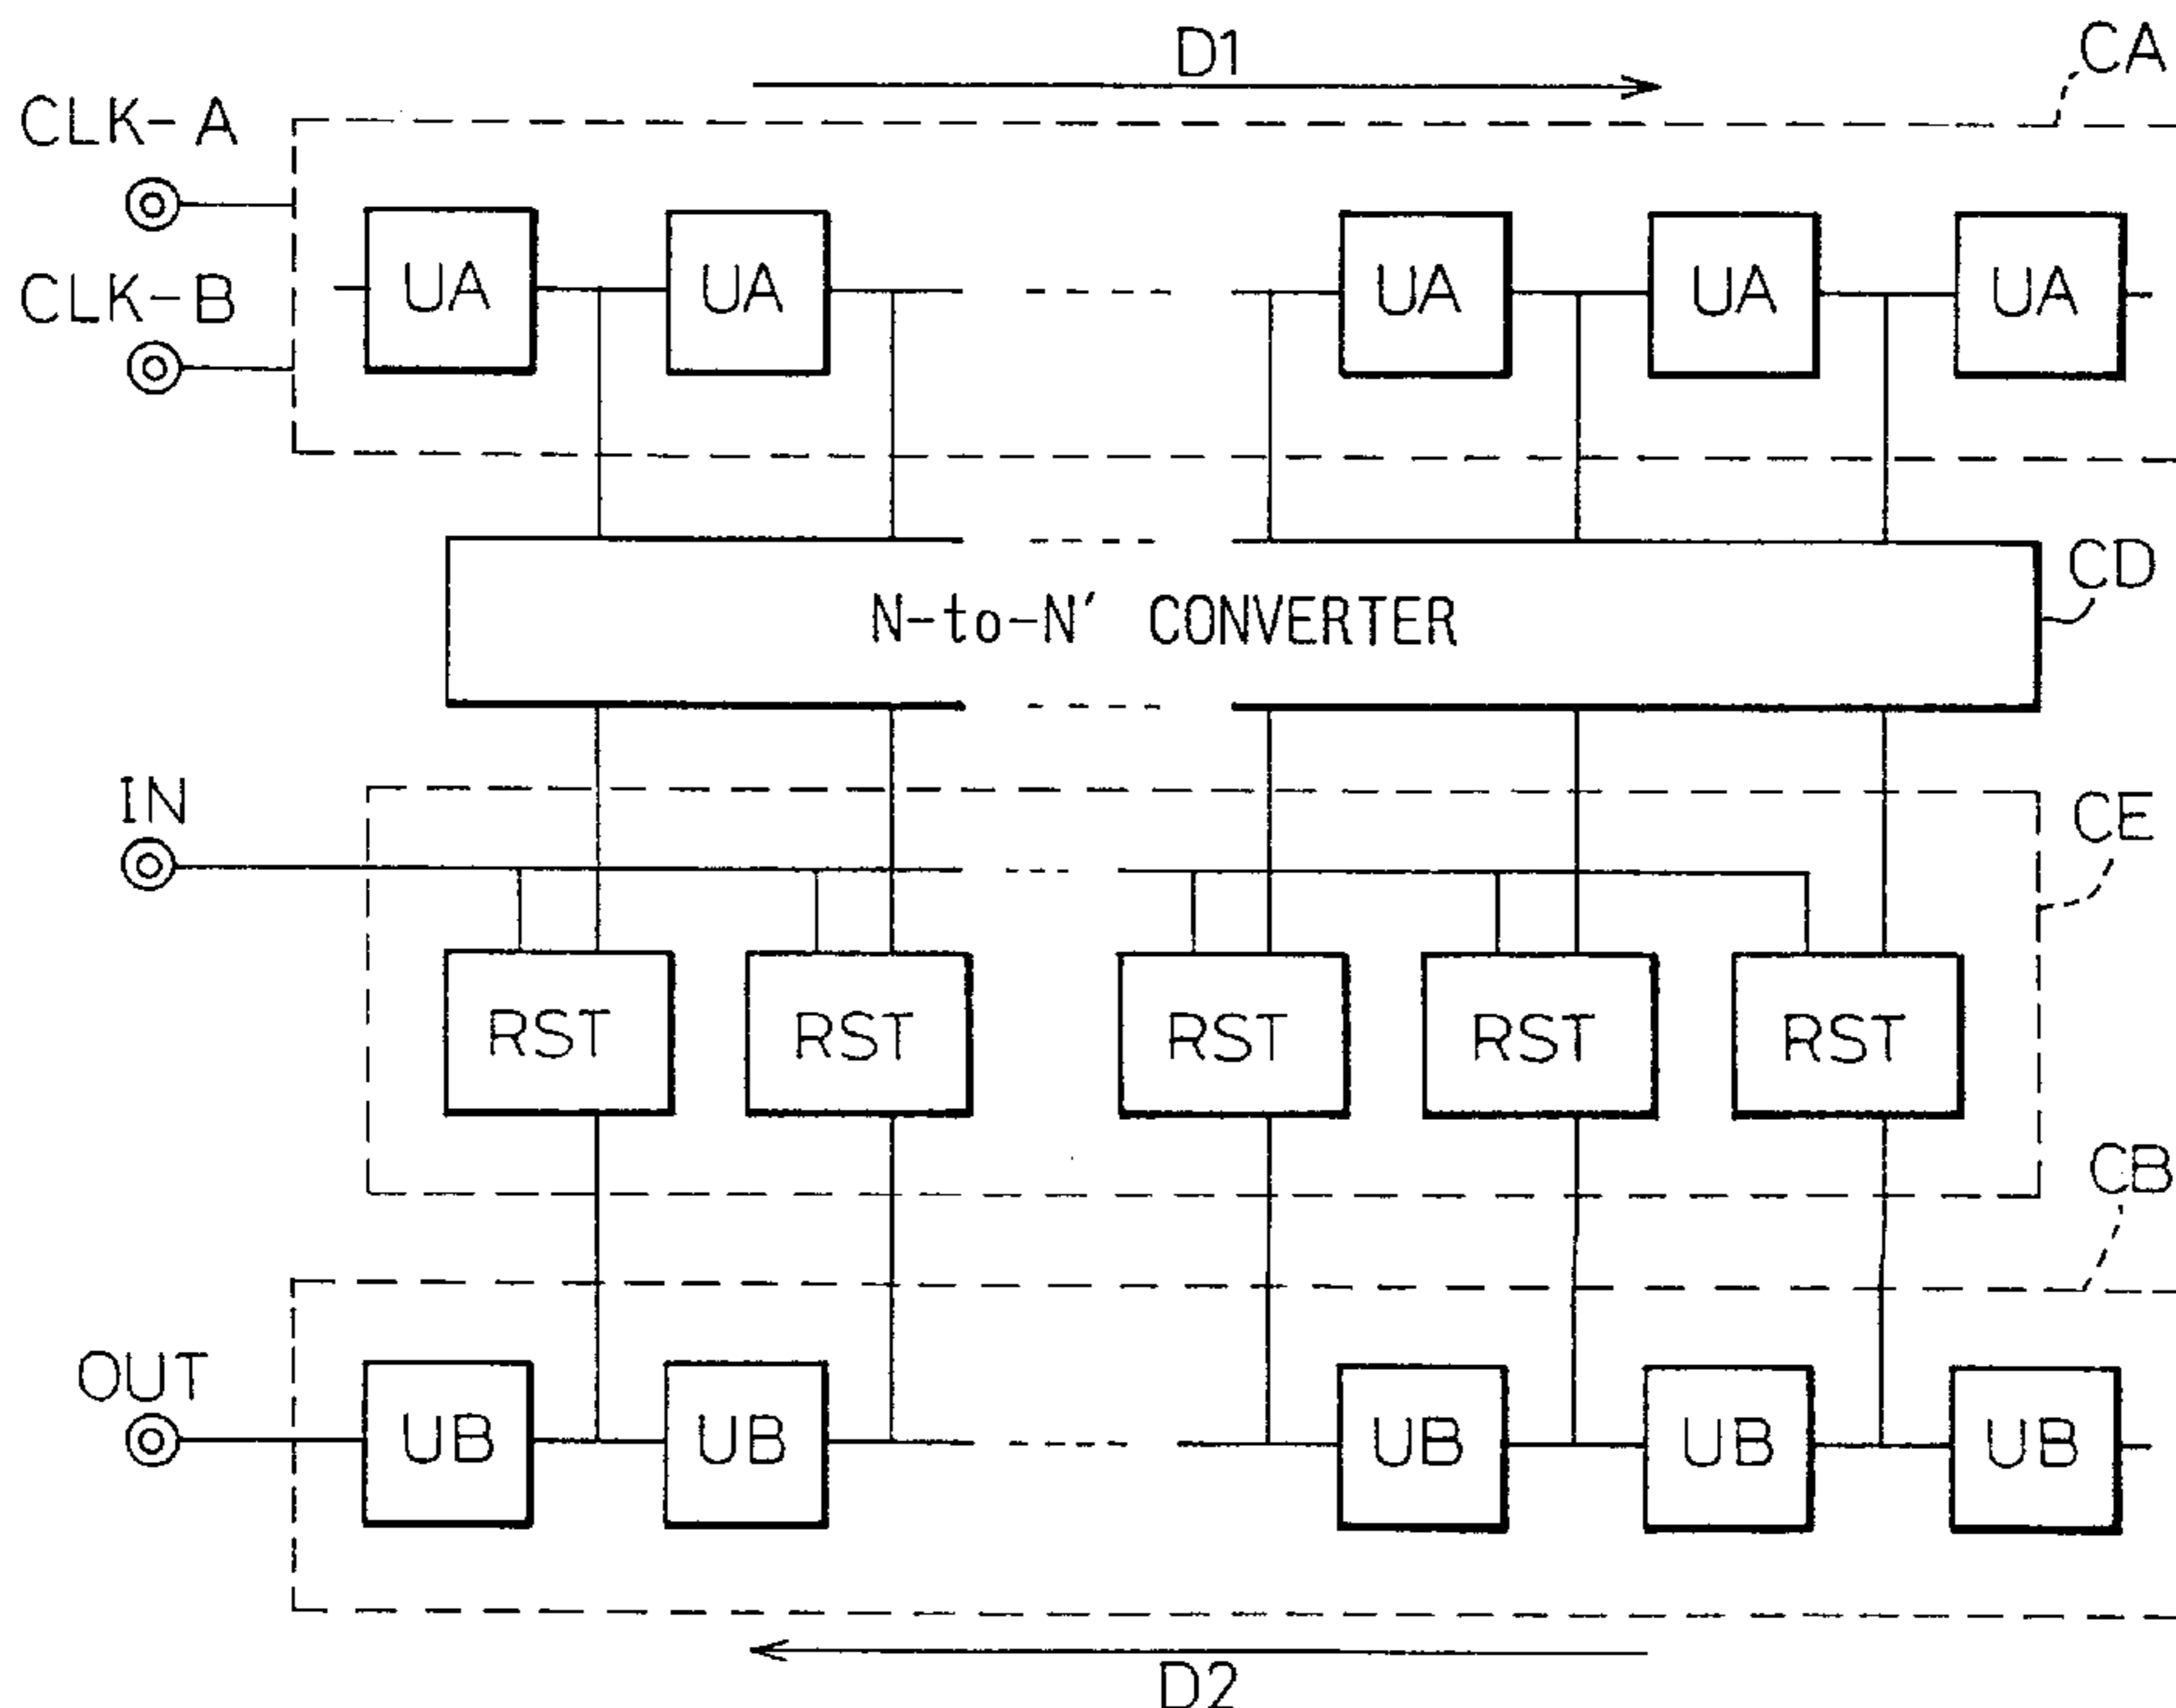 D1
CA
CLK-A
UA UA UA UA UA
CLK-B
CD
N-to-N' CONVERTER
IN
CE
RST RST RST RST RST
CB
OUT
UB UB UB UB UB
D2